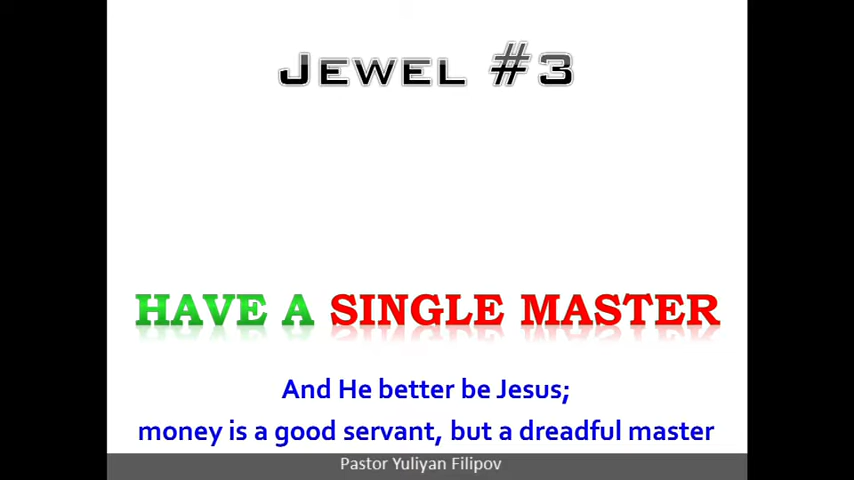 JEWEL #3
HAVE A SINGLE MASTER
And He better be Jesus;
money is a good servant, but a dreadful master
Pastor Yuliyan Filipov